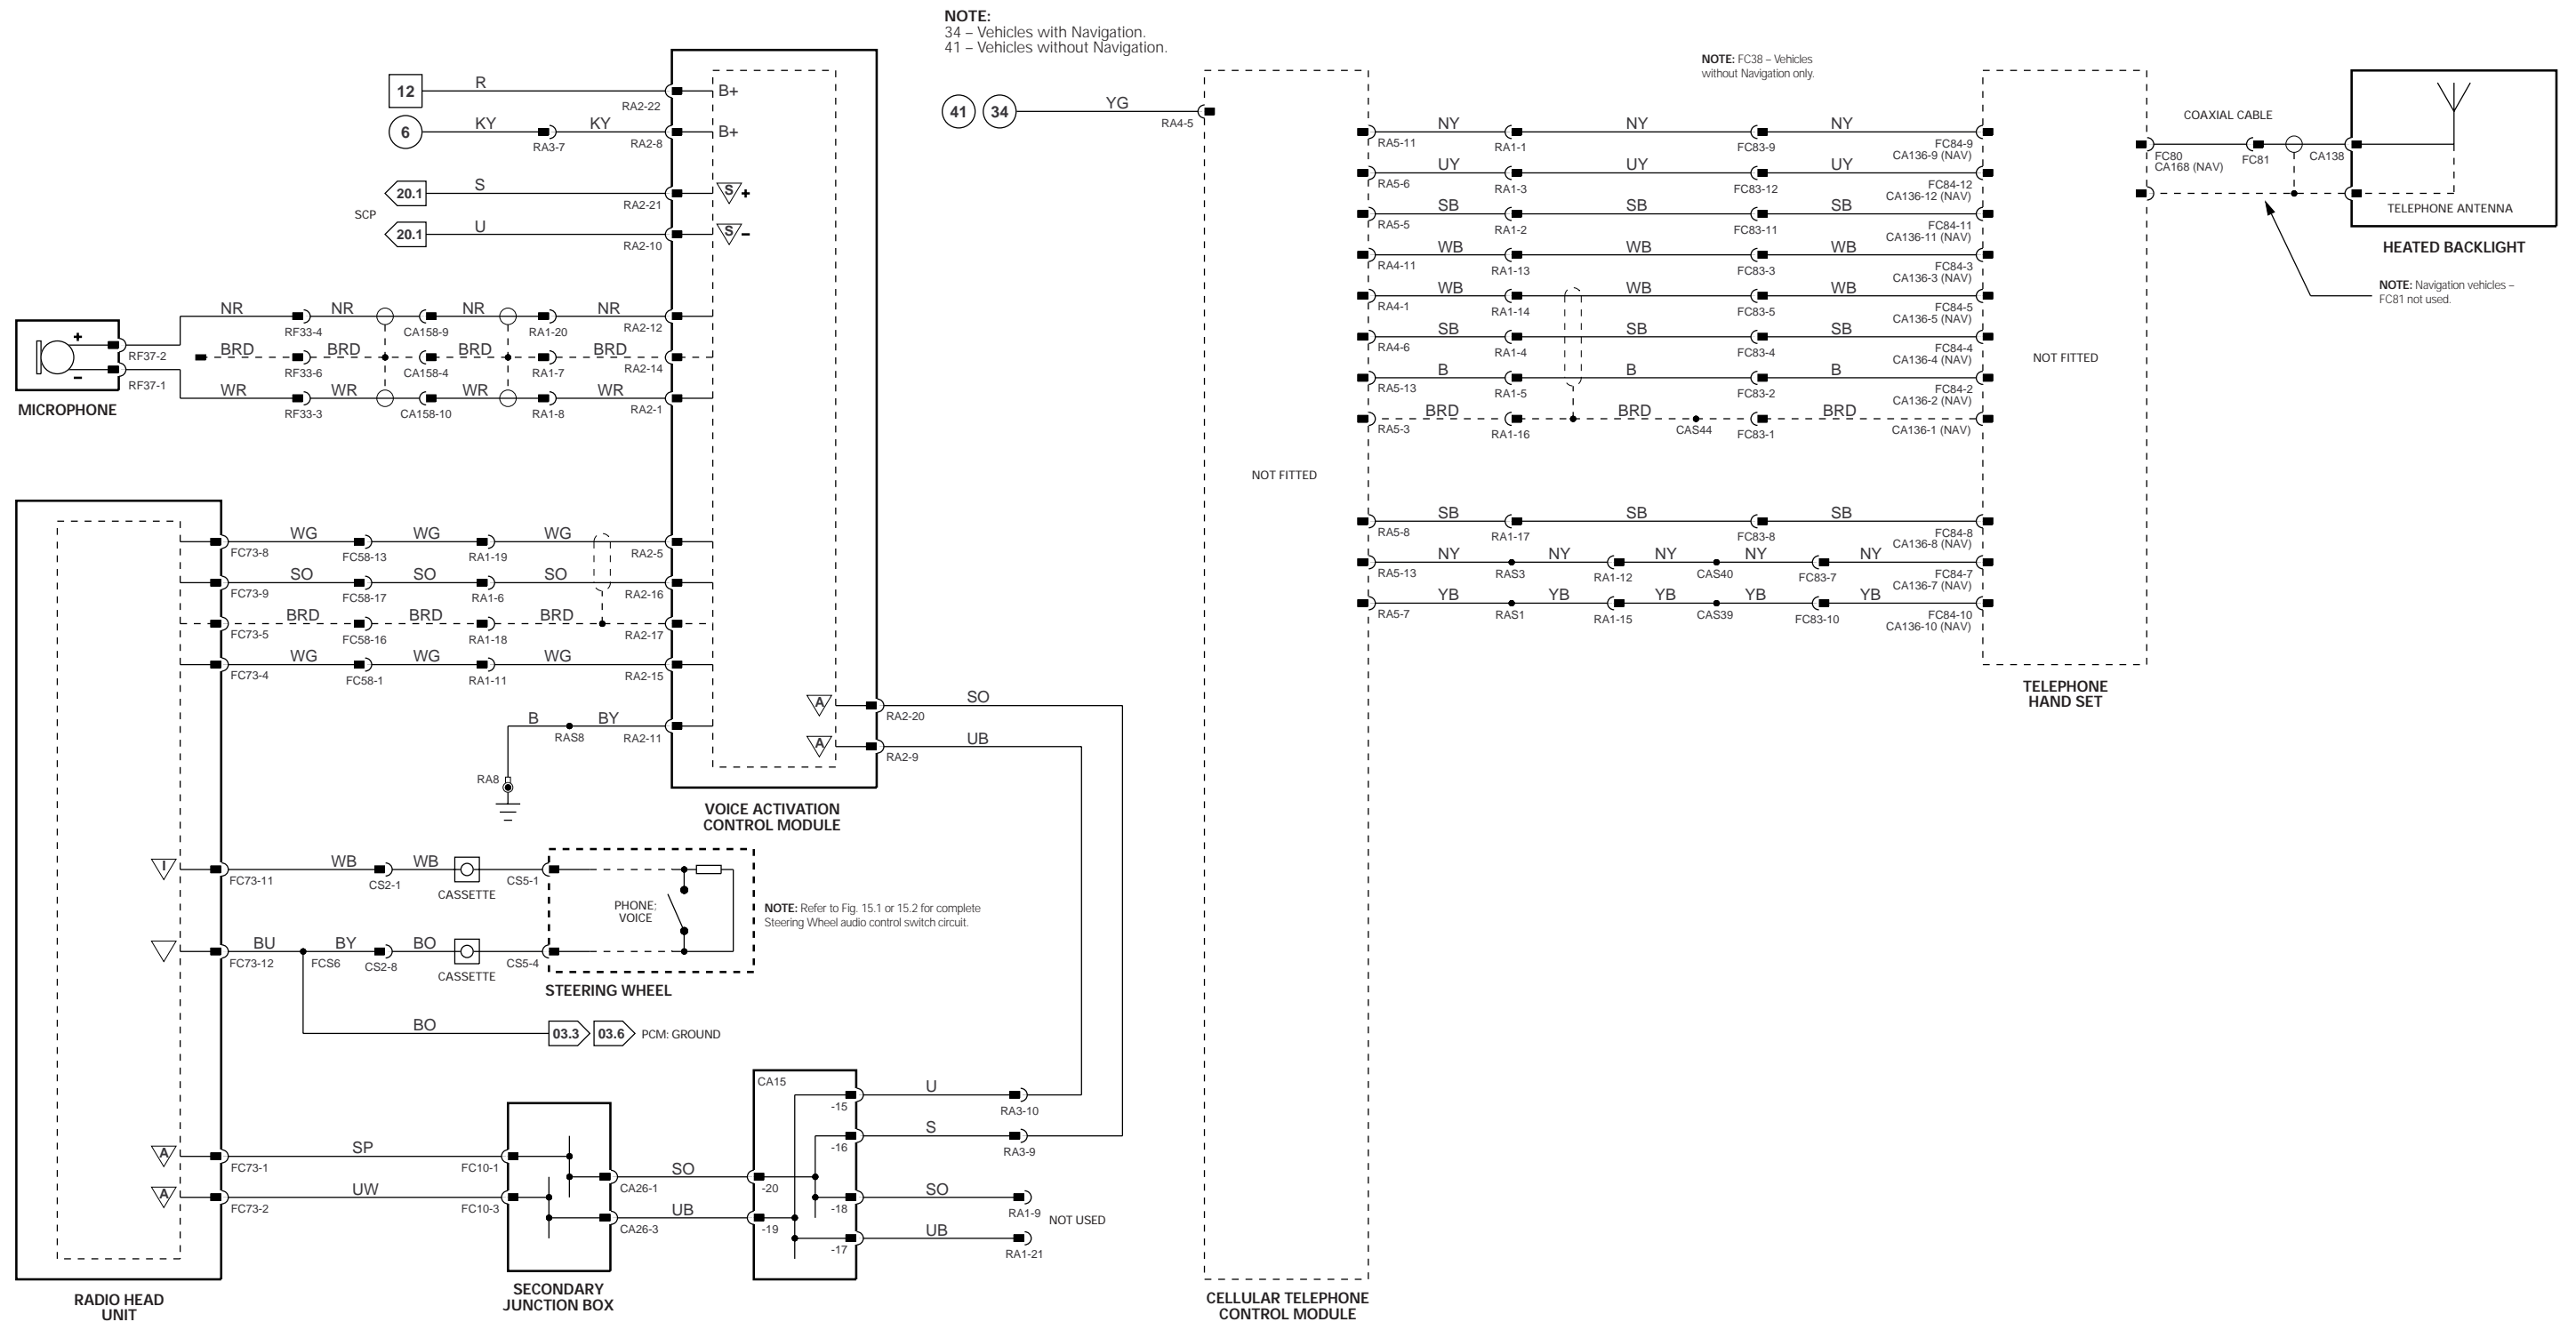 NOTE:
34 – Vehicles with Navigation.
41 – Vehicles without Navigation.
NOTE: FC38 – Vehicles
without Navigation only.
12
R
RA2-22
B+
6
KY
RA3-7
KY
RA2-8
B+
20.1
S
RA2-21
S
+
SCP
20.1
U
RA2-10
S
–
+
–
RF37-2
RF37-1
MICROPHONE
NR
RF33-4
NR
CA158-9
NR
RA1-20
NR
RA2-12
BRD
RF33-6
BRD
CA158-4
BRD
RA1-7
BRD
RA2-14
WR
RF33-3
WR
CA158-10
WR
RA1-8
WR
RA2-1
FC73-8
WG
FC58-13
WG
RA1-19
WG
RA2-5
FC73-9
SO
FC58-17
SO
RA1-6
SO
RA2-16
FC73-5
BRD
FC58-16
BRD
RA1-18
BRD
RA2-17
FC73-4
WG
FC58-1
WG
RA1-11
WG
RA2-15
B
RAS8
BY
RA2-11
RA8
A
RA2-20
SO
A
RA2-9
UB
VOICE ACTIVATION
CONTROL MODULE
I
FC73-11
WB
CS2-1
WB
CASSETTE
CS5-1
PHONE:
VOICE
NOTE: Refer to Fig. 15.1 or 15.2 for complete
Steering Wheel audio control switch circuit.
FC73-12
BU
FCS6
BY
CS2-8
BO
CASSETTE
CS5-4
STEERING WHEEL
BO
03.3
03.6
PCM: GROUND
A
FC73-1
SP
FC10-1
A
FC73-2
UW
FC10-3
CA26-1
SO
CA26-3
UB
CA15
-15
-16
-20
-18
-19
-17
U
RA3-10
S
RA3-9
SO
RA1-9
NOT USED
UB
RA1-21
RADIO HEAD
UNIT
SECONDARY
JUNCTION BOX
41
34
YG
RA4-5
NOT FITTED
CELLULAR TELEPHONE
CONTROL MODULE
RA5-11
NY
RA1-1
NY
FC83-9
NY
FC84-9
CA136-9 (NAV)
RA5-6
UY
RA1-3
UY
FC83-12
UY
FC84-12
CA136-12 (NAV)
RA5-5
SB
RA1-2
SB
FC83-11
SB
FC84-11
CA136-11 (NAV)
RA4-11
WB
RA1-13
WB
FC83-3
WB
FC84-3
CA136-3 (NAV)
RA4-1
WB
RA1-14
WB
FC83-5
WB
FC84-5
CA136-5 (NAV)
RA4-6
SB
RA1-4
SB
FC83-4
SB
FC84-4
CA136-4 (NAV)
RA5-13
B
RA1-5
B
FC83-2
B
FC84-2
CA136-2 (NAV)
RA5-3
BRD
RA1-16
BRD
CAS44
FC83-1
BRD
CA136-1 (NAV)
RA5-8
SB
RA1-17
SB
FC83-8
SB
FC84-8
CA136-8 (NAV)
RA5-13
NY
RAS3
NY
RA1-12
NY
CAS40
NY
FC83-7
NY
FC84-7
CA136-7 (NAV)
RA5-7
YB
RAS1
YB
RA1-15
YB
CAS39
YB
FC83-10
YB
FC84-10
CA136-10 (NAV)
NOT FITTED
TELEPHONE
HAND SET
COAXIAL CABLE
FC80
CA168 (NAV)
FC81
CA138
TELEPHONE ANTENNA
HEATED BACKLIGHT
NOTE: Navigation vehicles –
FC81 not used.